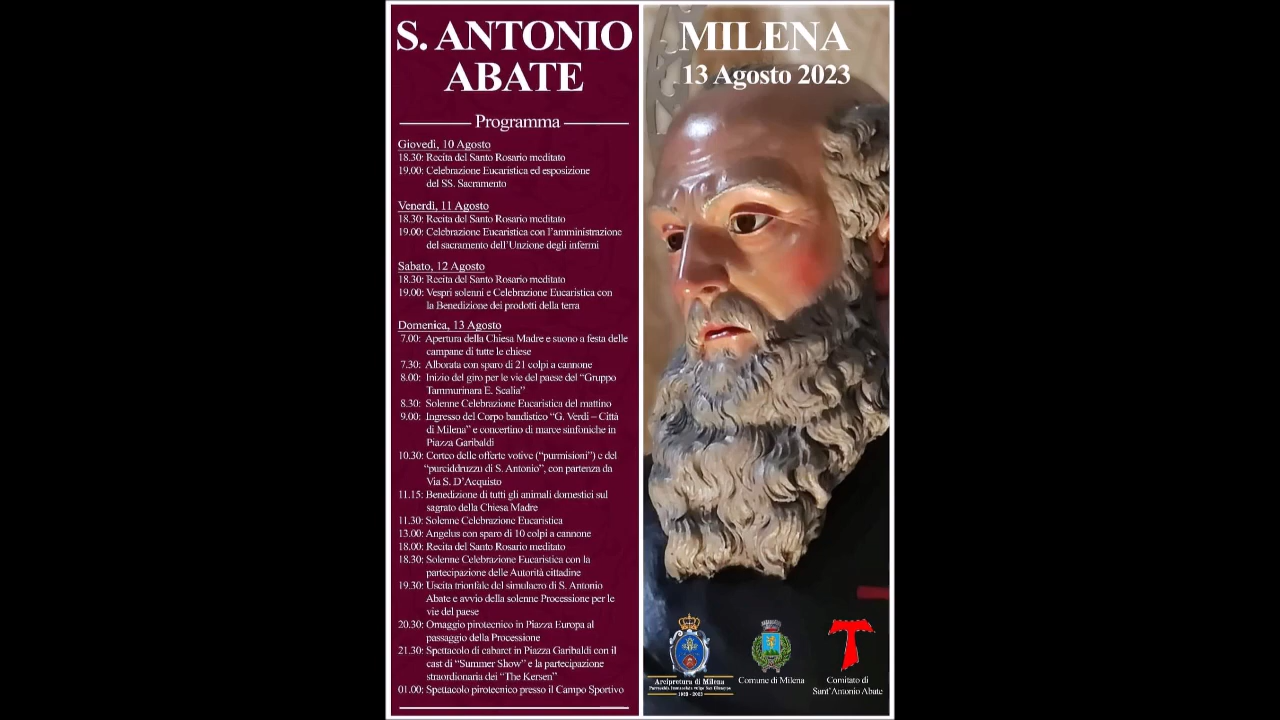 S. ANTONIO
ABATE
Programma
Giovedì, 10 Agosto
18.30: Recita del Santo Rosario meditato
19.00: Celebrazione Eucaristica ed esposizione
del SS. Sacramento
Venerdì, 11 Agosto
18.30: Recita del Santo Rosario meditato
19.00: Celebrazione Eucaristica con l'amministrazione
del sacramento dell'Unzione degli infermi
Sabato, 12 Agosto
18.30: Recita del Santo Rosario meditato
19.00: Vespri solenni e Celebrazione Eucaristica con
la Benedizione dei prodotti della terra
Domenica, 13 Agosto
7.00: Apertura della Chiesa Madre e suono a festa delle
campane di tutte le chiese
7.30: Alborata con sparo di 21 colpi a cannone
8.00: Inizio del giro per le vie del paese del “Gruppo
Tammurinara E. Scalia”
8.30: Solenne Celebrazione Eucaristica del mattino
9.00: Ingresso del Corpo bandistico “G. Verdi – Città
di Milena” e concertino di marce sinfoniche in
Piazza Garibaldi
10.30: Corteo delle offerte votive (“purmisioni”) e del
“purciddruzzu di S. Antonio”, con partenza da
Via S. D'Acquisto
11.15: Benedizione di tutti gli animali domestici sul
sagrato della Chiesa Madre
11.30: Solenne Celebrazione Eucaristica
13.00: Angelus con sparo di 10 colpi a cannone
18.00: Recita del Santo Rosario meditato
18.30: Solenne Celebrazione Eucaristica con la
partecipazione delle Autorità cittadine
19.30: Uscita trionfale del simulacro di S. Antonio
Abate e avvio della solenne Processione per le
vie del paese
20.30: Omaggio pirotecnico in Piazza Europa al
passaggio della Processione
21.30: Spettacolo di cabaret in Piazza Garibaldi con il
cast di “Summer Show” e la partecipazione
straordinaria dei “The Kersen”
01.00: Spettacolo pirotecnico presso il Campo Sportivo
MILENA
13 Agosto 2023
Arcipretura di Milena
Comune di Milena
Comitato di
Sant'Antonio Abate